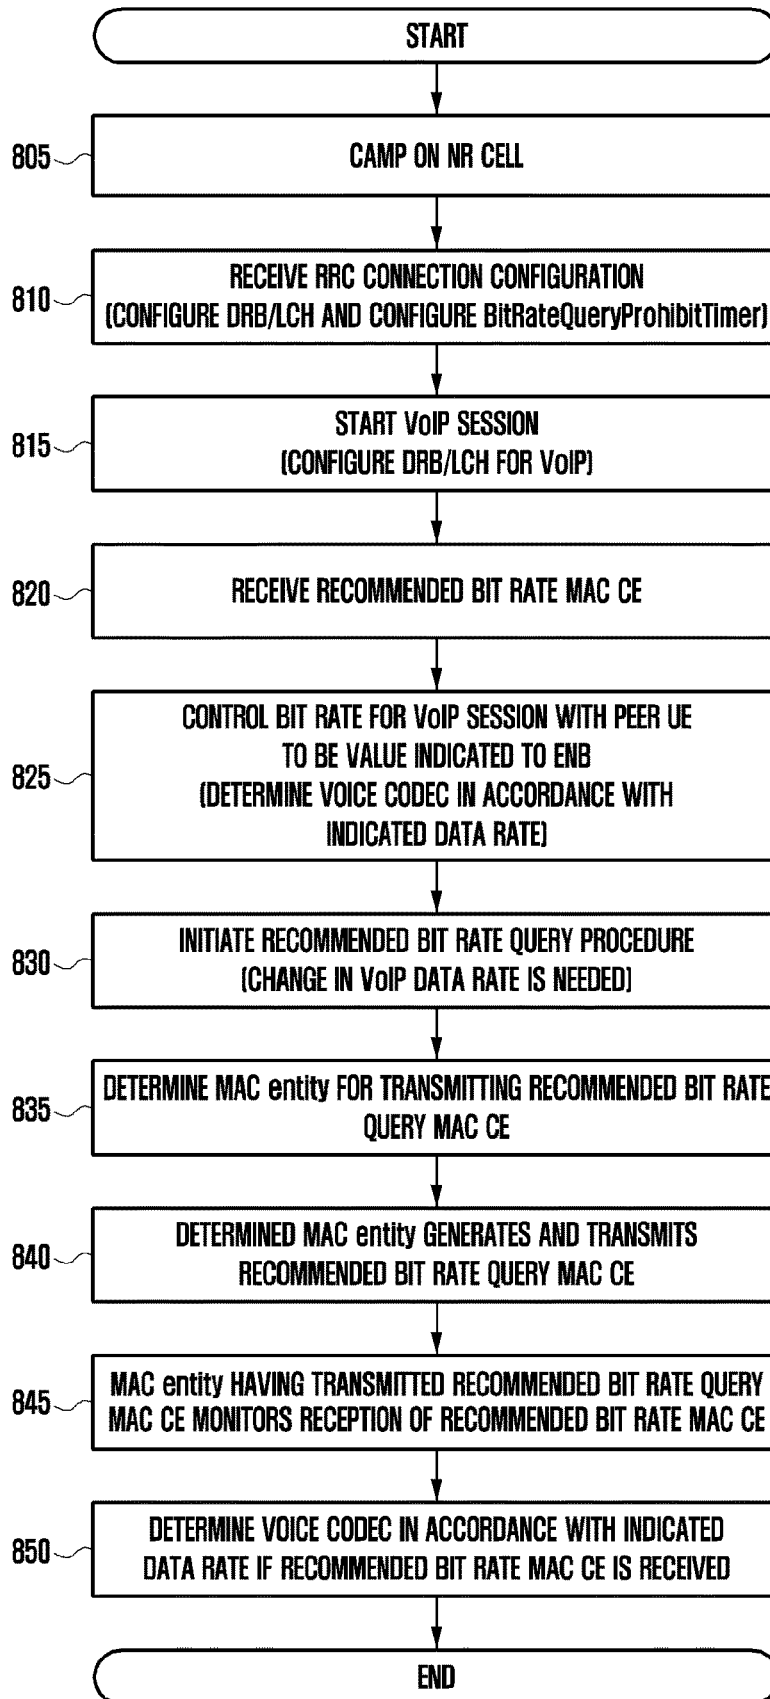 START
805
CAMP ON NR CELL
810
RECEIVE RRC CONNECTION CONFIGURATION
(CONFIGURE DRB/LCH AND CONFIGURE BitRateQueryProhibitTimer)
815
START VoIP SESSION
(CONFIGURE DRB/LCH FOR VoIP)
820
RECEIVE RECOMMENDED BIT RATE MAC CE
825
CONTROL BIT RATE FOR VoIP SESSION WITH PEER UE
TO BE VALUE INDICATED TO ENB
(DETERMINE VOICE CODEC IN ACCORDANCE WITH
INDICATED DATA RATE)
830
INITIATE RECOMMENDED BIT RATE QUERY PROCEDURE
(CHANGE IN VoIP DATA RATE IS NEEDED)
835
DETERMINE MAC entity FOR TRANSMITTING RECOMMENDED BIT RATE
QUERY MAC CE
840
DETERMINED MAC entity GENERATES AND TRANSMITS
RECOMMENDED BIT RATE QUERY MAC CE
845
MAC entity HAVING TRANSMITTED RECOMMENDED BIT RATE QUERY
MAC CE MONITORS RECEPTION OF RECOMMENDED BIT RATE MAC CE
850
DETERMINE VOICE CODEC IN ACCORDANCE WITH INDICATED
DATA RATE IF RECOMMENDED BIT RATE MAC CE IS RECEIVED
END